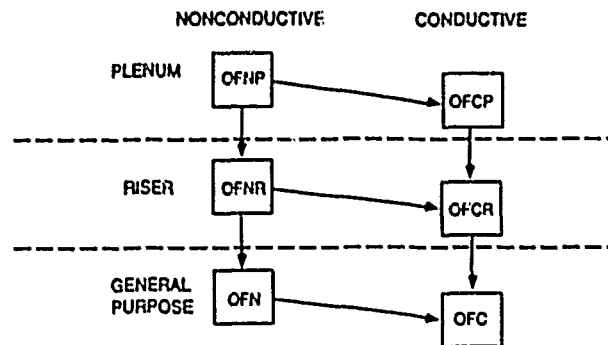 NONCONDUCTIVE CONDUCTIVE
PLENUM OFNP OFCP
RISER OFNR OFCR
GENERAL
PURPOSE OFN OFC